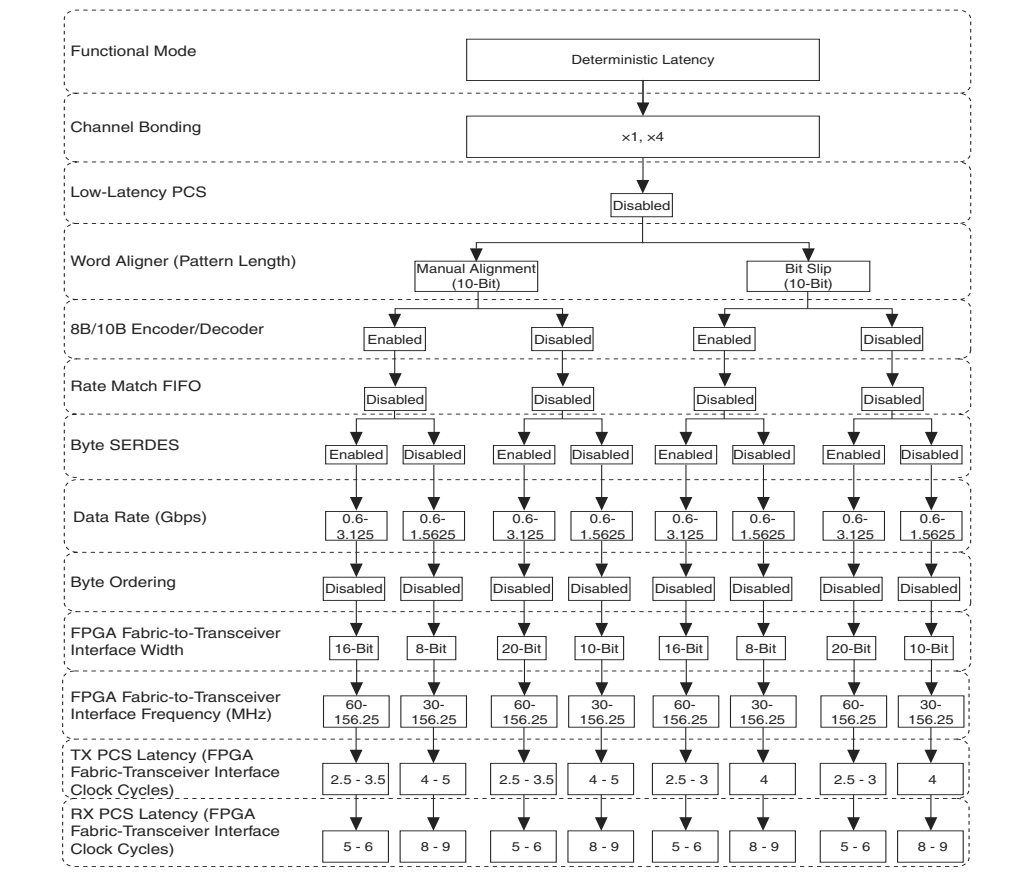 Functional Mode
Deterministic Latency
Channel Bonding
×1, ×4
Low-Latency PCS
Disabled
Word Aligner (Pattern Length)
Manual Alignment
(10-Bit)
Bit Slip
(10-Bit)
8B/10B Encoder/Decoder
Enabled Disabled Enabled Disabled
Rate Match FIFO
Disabled Disabled Disabled Disabled
Byte SERDES
Enabled Disabled Enabled Disabled Enabled Disabled Enabled Disabled
Data Rate (Gbps)
0.6- 0.6- 0.6- 0.6- 0.6- 0.6- 0.6- 0.6-
3.125 1.5625 3.125 1.5625 3.125 1.5625 3.125 1.5625
Byte Ordering
Disabled Disabled Disabled Disabled Disabled Disabled Disabled Disabled
FPGA Fabric-to-Transceiver
Interface Width
16-Bit 8-Bit 20-Bit 10-Bit 16-Bit 8-Bit 20-Bit 10-Bit
FPGA Fabric-to-Transceiver
Interface Frequency (MHz)
60- 30- 60- 30- 60- 30- 60- 30-
156.25 156.25 156.25 156.25 156.25 156.25 156.25 156.25
TX PCS Latency (FPGA
Fabric-Transceiver Interface
Clock Cycles)
2.5 - 3.5 4 - 5 2.5 - 3.5 4 - 5 2.5 - 3 4 2.5 - 3 4
RX PCS Latency (FPGA
Fabric-Transceiver Interface
Clock Cycles)
5 - 6 8 - 9 5 - 6 8 - 9 5 - 6 8 - 9 5 - 6 8 - 9